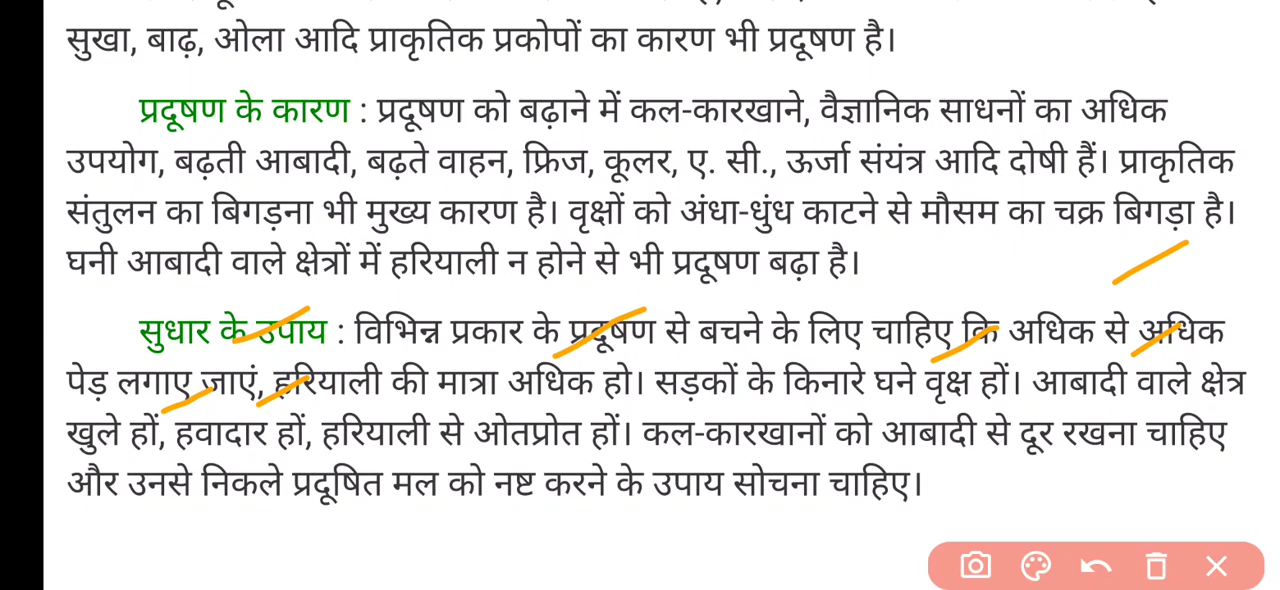 सुखा, बाढ़, ओला आदि प्राकृतिक प्रकोपों का कारण भी प्रदूषण है।
प्रदूषण के कारण : प्रदूषण को बढ़ाने में कल-कारखाने, वैज्ञानिक साधनों का अधिक
उपयोग, बढ़ती आबादी, बढ़ते वाहन, फ्रिज, कूलर, ए. सी., ऊर्जा संयंत्र आदि दोषी हैं। प्राकृतिक
संतुलन का बिगड़ना भी मुख्य कारण है। वृक्षों को अंधा-धुंध काटने से मौसम का चक्र बिगड़ा है।
घनी आबादी वाले क्षेत्रों में हरियाली न होने से भी प्रदूषण बढ़ा है।
सुधार के उपाय : विभिन्न प्रकार के प्रदूषण से बचने के लिए चाहिए कि अधिक से अधिक
पेड़ लगाए जाएं, हरियाली की मात्रा अधिक हो। सड़कों के किनारे घने वृक्ष हों। आबादी वाले क्षेत्र
खुले हों, हवादार हों, हरियाली से ओतप्रोत हों। कल-कारखानों को आबादी से दूर रखना चाहिए
और उनसे निकले प्रदूषित मल को नष्ट करने के उपाय सोचना चाहिए।